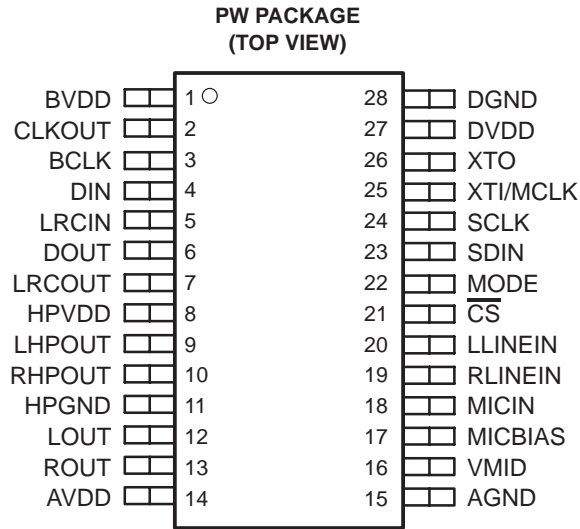 PW PACKAGE
(TOP VIEW)
BVDD 1 28 DGND
CLKOUT 2 27 DVDD
BCLK 3 26 XTO
DIN 4 25 XTI/MCLK
LRCIN 5 24 SCLK
DOUT 6 23 SDIN
LRCOUT 7 22 MODE
HPVDD 8 21 C̅S̅
LHPOUT 9 20 LLINEIN
RHPOUT 10 19 RLINEIN
HPGND 11 18 MICIN
LOUT 12 17 MICBIAS
ROUT 13 16 VMID
AVDD 14 15 AGND